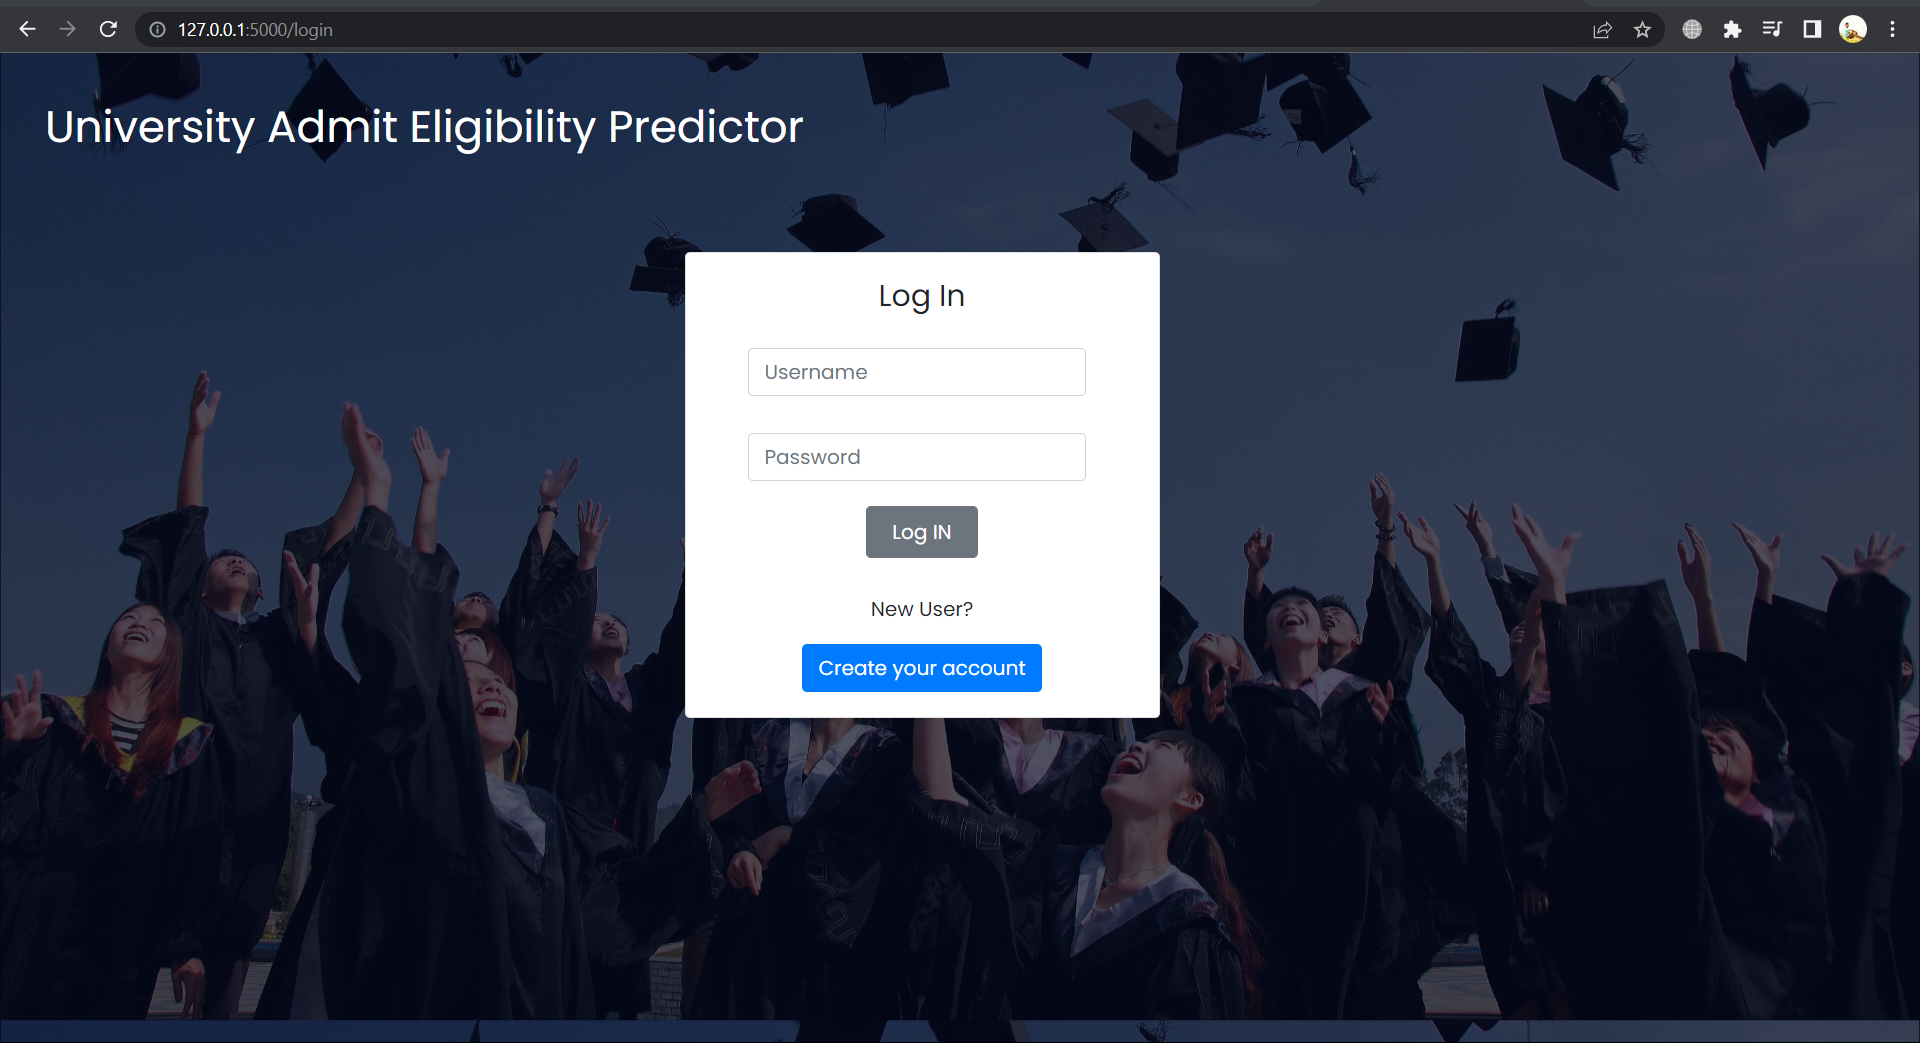 127.0.0.1:5000/login
University Admit Eligibility Predictor
Log In
Username
Password
Log IN
New User?
Create your account